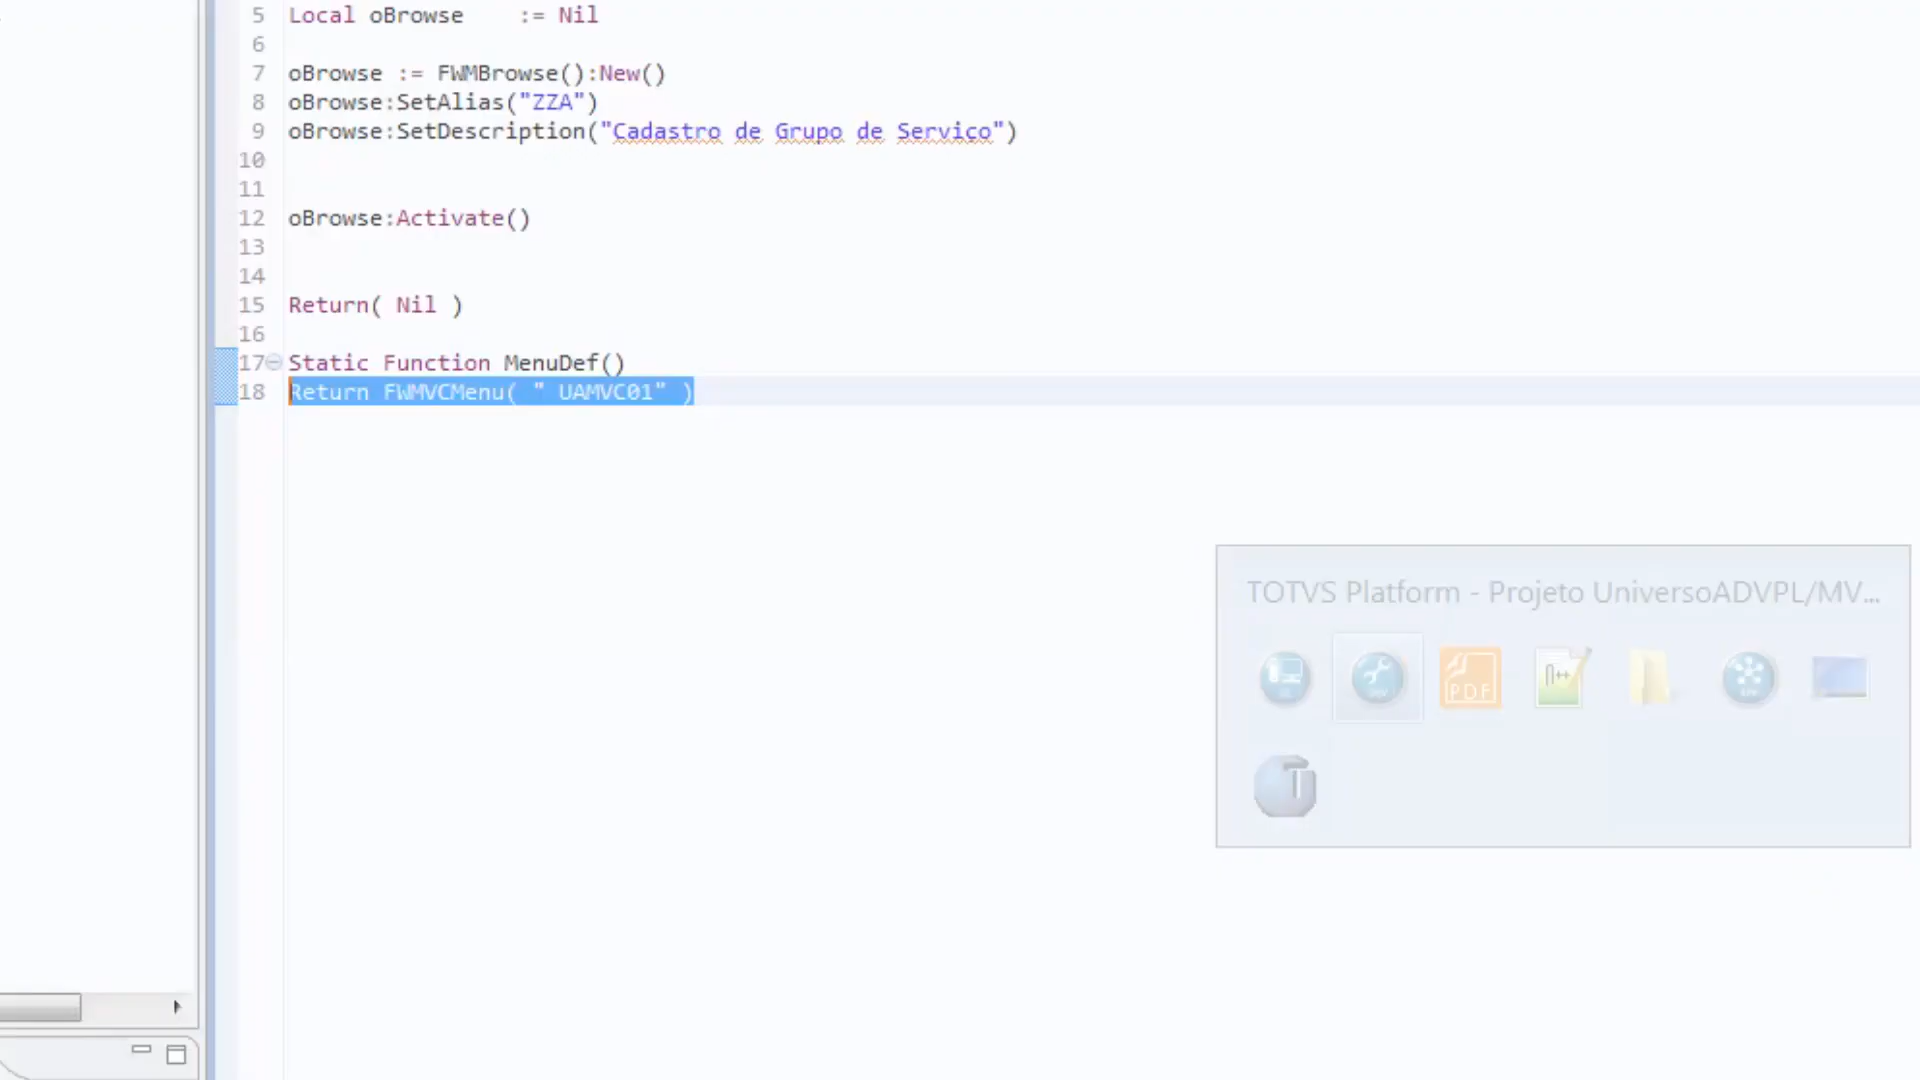 5 Local oBrowse := Nil
6
7 oBrowse := FWMBrowse():New()
8 oBrowse:SetAlias("ZZA")
9 oBrowse:SetDescription("Cadastro de Grupo de Serviço")
10
11
12 oBrowse:Activate()
13
14
15 Return( Nil )
16
17 Static Function MenuDef()
18 Return FWMVCMenu( " UAMVC01" )
TOTVS Platform - Projeto UniversoADVPL/MV...
PDF
n++
T